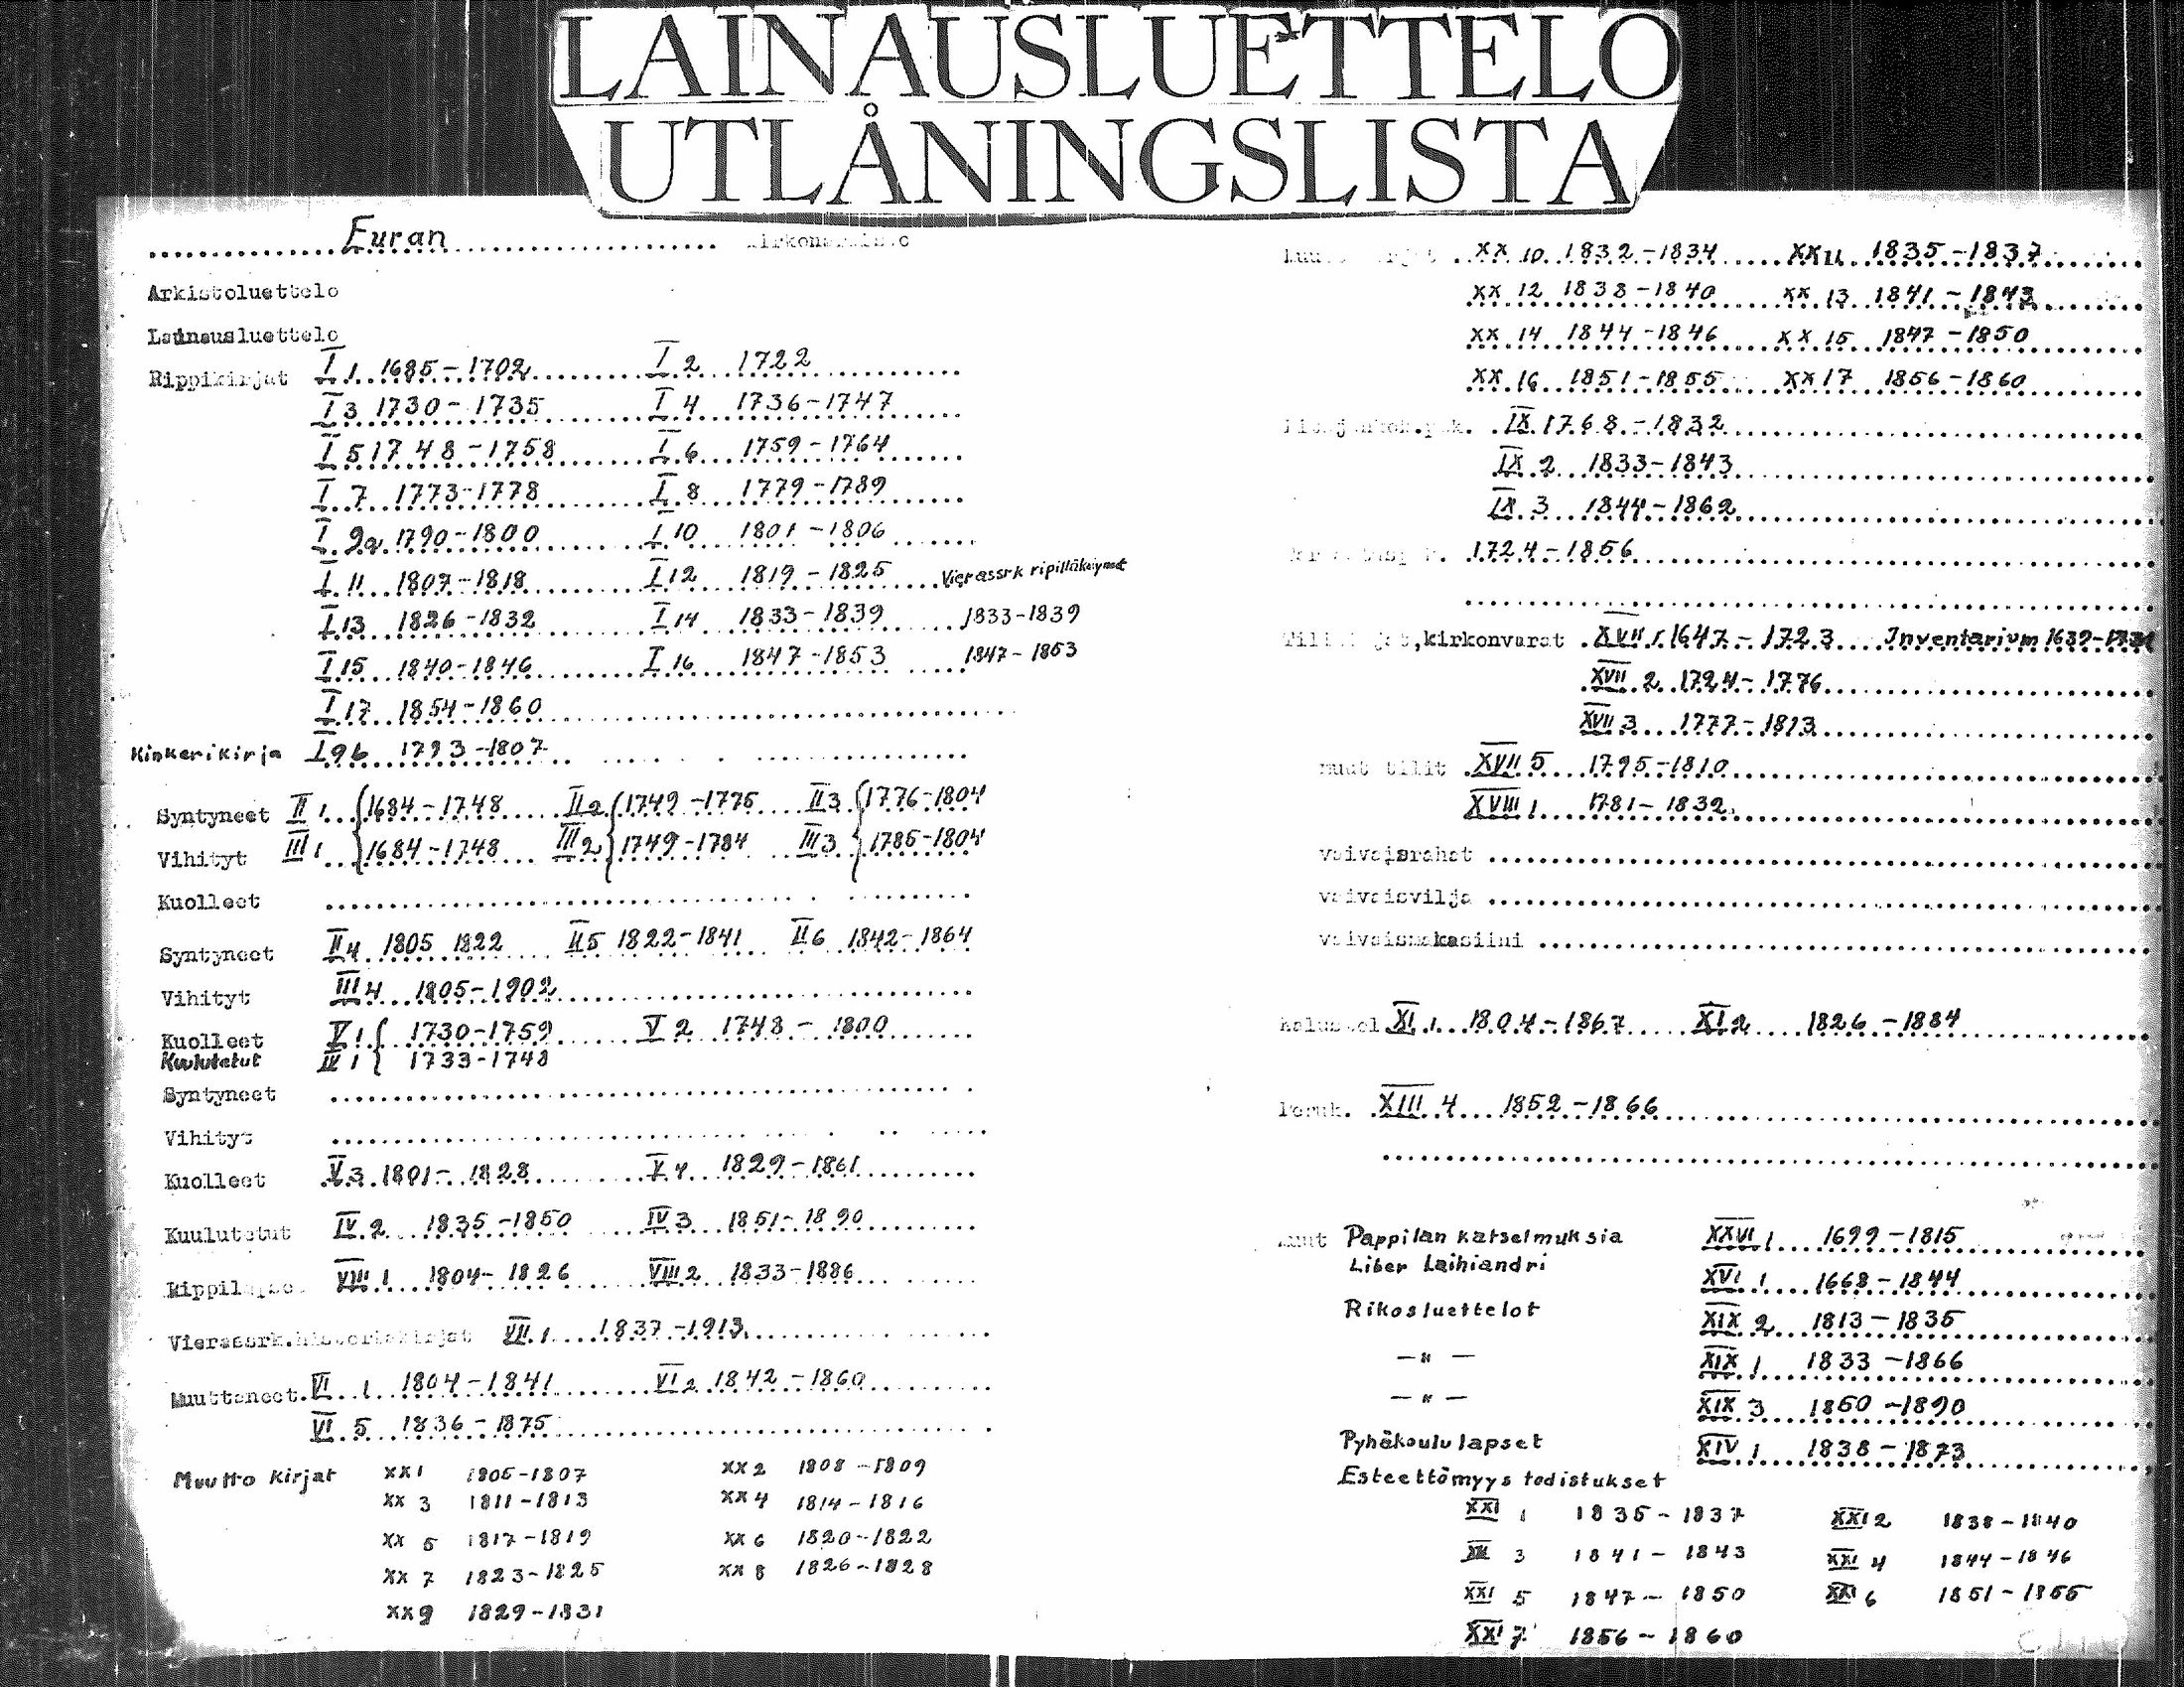 LAINAUSLUETTELO
UTLÅNINGSLISTA
Euran
Arkistoluettelo
Lainausluettelo
Rippikirjat I 1 1685-1702 I 2 1722
I 3 1730-1735 I 4 1736-1747
I 5 1748-1758 I 6 1759-1764
I 7 1773-1778 I 8 1779-1789
I 9a 1790-1800 I 10 1801-1806
I 11 1807-1818 I 12 1819-1825 Vierassrk ripilläkäyneet
I 13 1826-1832 I 14 1833-1839 1833-1839
I 15 1840-1846 I 16 1847-1853 1847-1853
I 17 1854-1860
Kinkerikirja I 9b 1793-1807
Syntyneet II 1 1684-1748 II 2 1749-1775 II 3 1776-1804
Vihityt III 1 1684-1748 III 2 1749-1784 III 3 1785-1804
Kuolleet
Syntyneet II 4 1805 1822 II 5 1822-1841 II 6 1842-1864
Vihityt III 4 1805-1902
Kuolleet V 1 1730-1759 V 2 1748-1800
Kuulutetut IV 1 1733-1748
Syntyneet
Vihityt
Kuolleet V 3 1801-1828 V 4 1829-1861
Kuulutetut IV 2 1835-1850 IV 3 1851-1890
VIII 1 1804-1826 VIII 2 1833-1886
Vierassrk.historiakirjat VII 1 1837-1913
Muuttaneet VI 1 1804-1841 VI 2 1842-1860
VI 5 1836-1875
Muutto kirjat XX 1 1805-1807 XX 2 1808-1809
XX 3 1811-1813 XX 4 1814-1816
XX 5 1817-1819 XX 6 1820-1822
XX 7 1823-1825 XX 8 1826-1828
XX 9 1829-1831
XX 10 1832-1834 XX 11 1835-1837
XX 12 1838-1840 XX 13 1841-1843
XX 14 1844-1846 XX 15 1847-1850
XX 16 1851-1855 XX 17 1856-1860
IX 1768-1832
IX 2 1833-1843
IX 3 1844-1862
1724-1856
kirkonvarat XVII 1 1647-1723 Inventarium
XVII 2 1724-1776
XVII 3 1777-1813
muut tilit XVII 5 1795-1810
XVIII 1 1781-1832
vaivaisrahat
vaivaisvilja
vaivaismakasiini
XI 1 1804-1867 XI 2 1826-1884
XIII 4 1852-1866
Muut Pappilan katselmuksia XXVI 1 1699-1815
Liber Laihiandri XVI 1 1668-1844
Rikosluettelot XIX 2 1813-1835
-"- XIX 1 1833-1866
-"- XIX 3 1860-1890
Pyhäkoulu lapset XIV 1 1838-1873
Esteettömyys todistukset
XXI 1 1835-1837 XXI 2 1838-1840
XXI 3 1841-1843 XXI 4 1844-1846
XXI 5 1847-1850 XXI 6 1851-1855
XXI 7 1856-1860